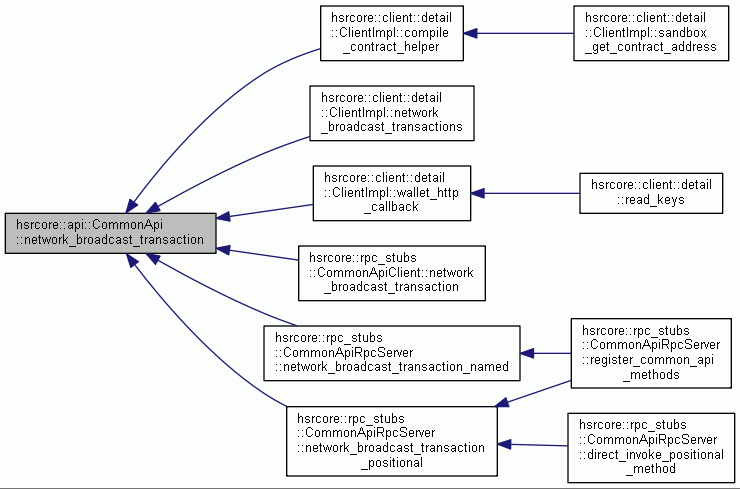 hsrcore::client::detail
::ClientImpl::compile
_contract_helper
hsrcore::client::detail
::ClientImpl::sandbox
_get_contract_address
hsrcore::client::detail
::ClientImpl::network
_broadcast_transactions
hsrcore::client::detail
::ClientImpl::wallet_http
_callback
hsrcore::client::detail
::read_keys
hsrcore::api::CommonApi
::network_broadcast_transaction
hsrcore::rpc_stubs
::CommonApiClient::network
_broadcast_transaction
hsrcore::rpc_stubs
::CommonApiRpcServer
::network_broadcast_transaction_named
hsrcore::rpc_stubs
::CommonApiRpcServer
::register_common_api
_methods
hsrcore::rpc_stubs
::CommonApiRpcServer
::network_broadcast_transaction
_positional
hsrcore::rpc_stubs
::CommonApiRpcServer
::direct_invoke_positional
_method